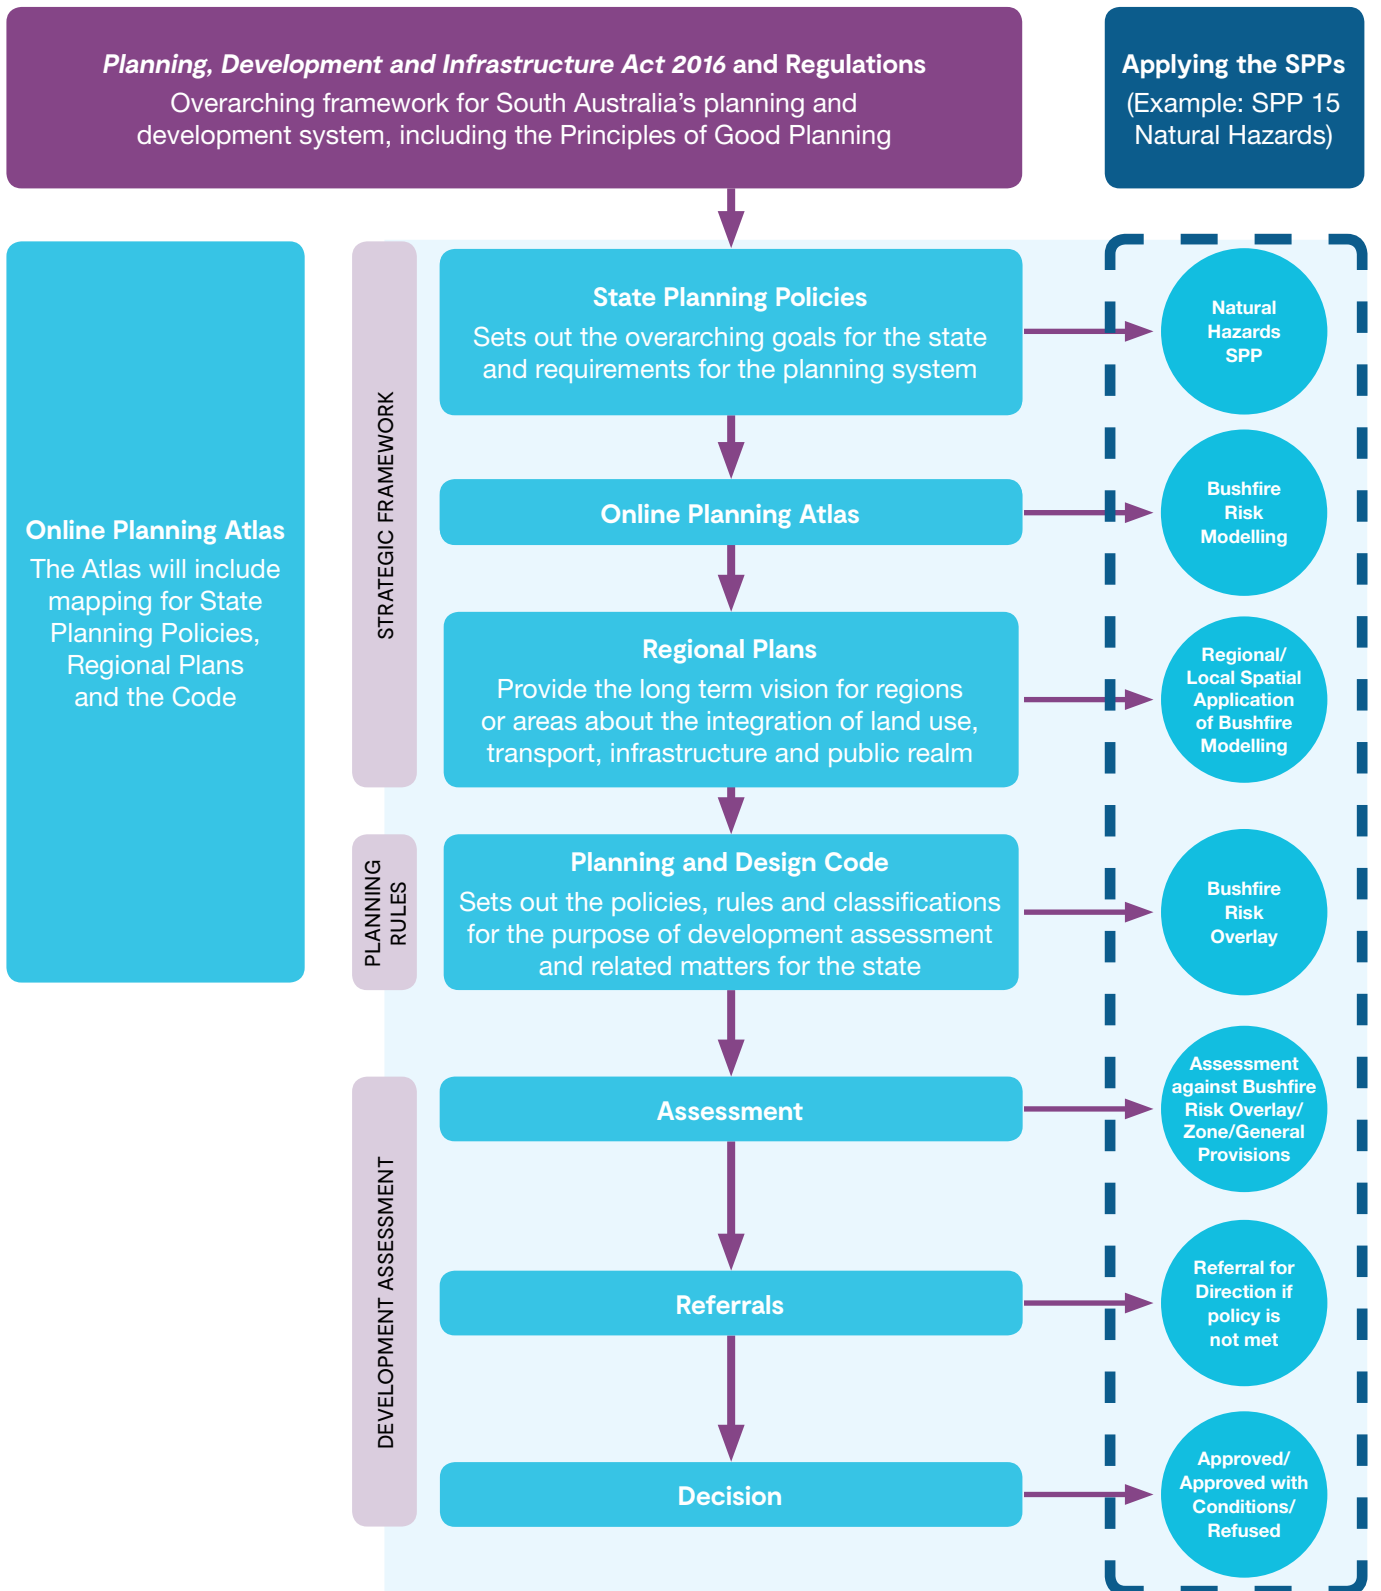 Planning, Development and Infrastructure Act 2016 and Regulations
Overarching framework for South Australia's planning and
development system, including the Principles of Good Planning
Applying the SPPs
(Example: SPP 15
Natural Hazards)
Online Planning Atlas
The Atlas will include
mapping for State
Planning Policies,
Regional Plans
and the Code
STRATEGIC FRAMEWORK
State Planning Policies
Sets out the overarching goals for the state
and requirements for the planning system
Natural
Hazards
SPP
Online Planning Atlas
Bushfire
Risk
Modelling
Regional Plans
Provide the long term vision for regions
or areas about the integration of land use,
transport, infrastructure and public realm
Regional/
Local Spatial
Application
of Bushfire
Modelling
PLANNING
RULES
Planning and Design Code
Sets out the policies, rules and classifications
for the purpose of development assessment
and related matters for the state
Bushfire
Risk
Overlay
DEVELOPMENT ASSESSMENT
Assessment
Assessment
against Bushfire
Risk Overlay/
Zone/General
Provisions
Referrals
Referral for
Direction if
policy is
not met
Decision
Approved/
Approved with
Conditions/
Refused